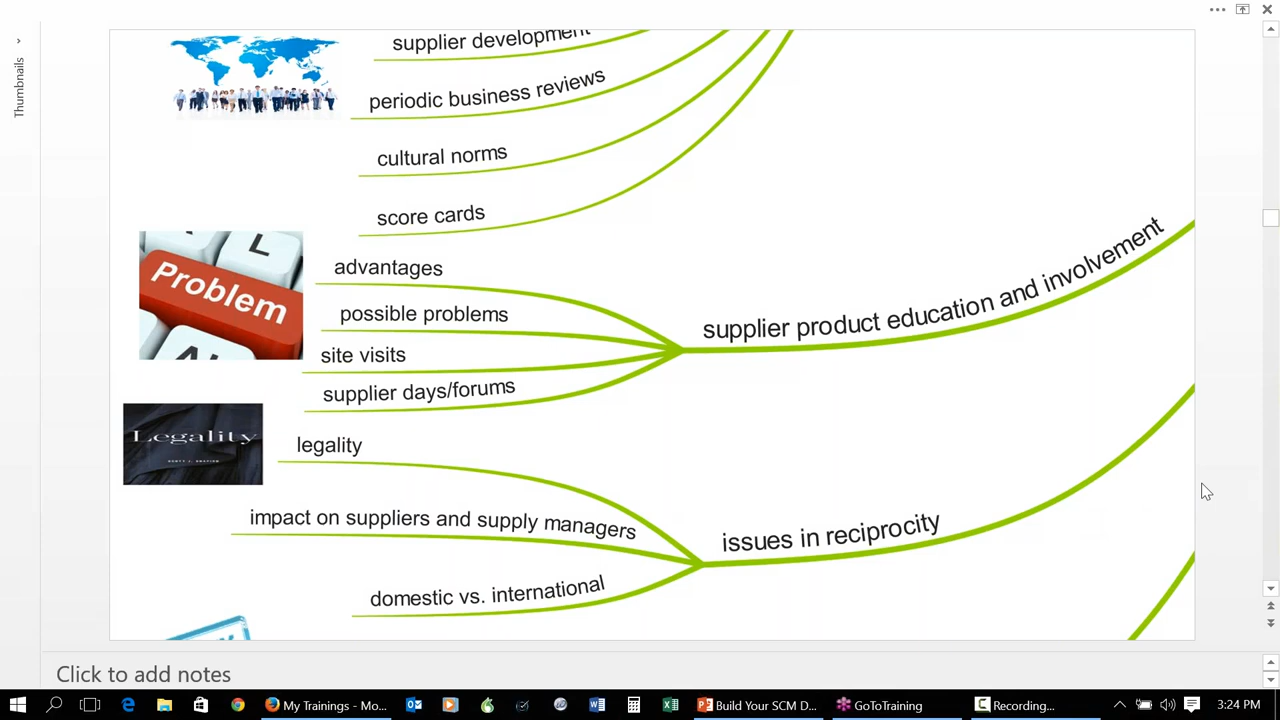 Thumbnails
supplier development
periodic business reviews
cultural norms
score cards
L
Problem
advantages
possible problems
site visits
supplier days/forums
supplier product education and involvement
Legality
legality
impact on suppliers and supply managers
domestic vs. international
issues in reciprocity
Click to add notes
My Trainings - Mo...
Build Your SCM D...
GoToTraining
Recording...
3:24 PM